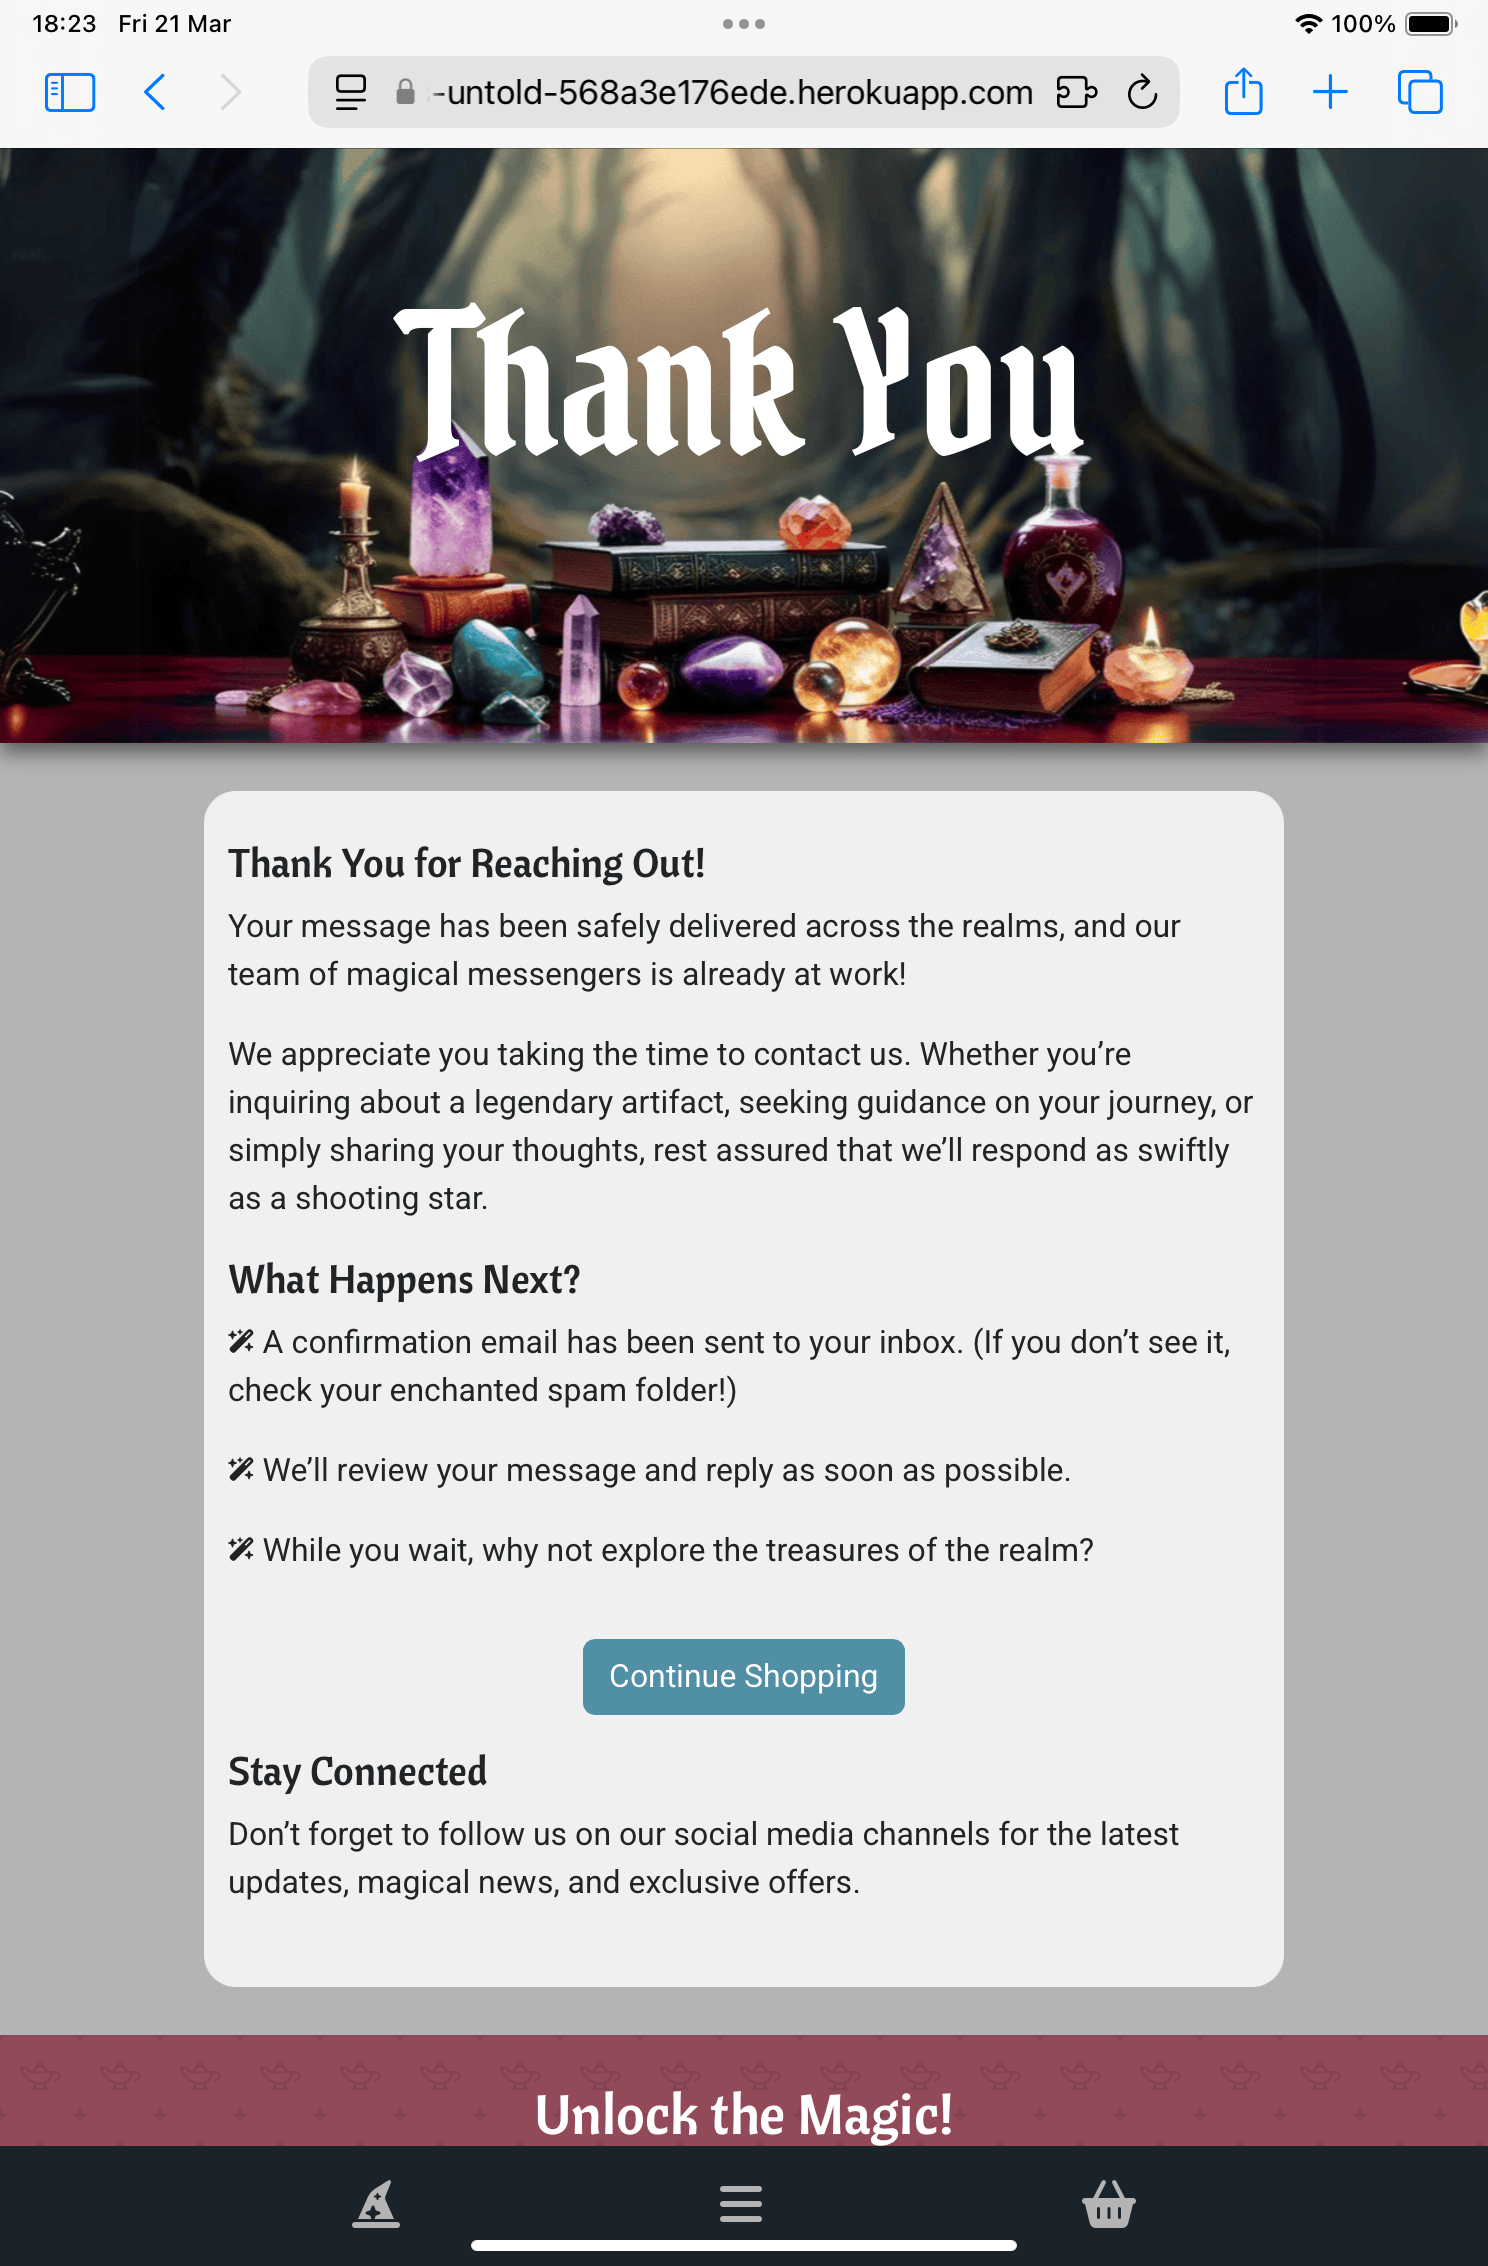 18:23 Fri 21 Mar
100%
-untold-568a3e176ede.herokuapp.com
Thank You
Thank You for Reaching Out!
Your message has been safely delivered across the realms, and our
team of magical messengers is already at work!
We appreciate you taking the time to contact us. Whether you’re
inquiring about a legendary artifact, seeking guidance on your journey, or
simply sharing your thoughts, rest assured that we’ll respond as swiftly
as a shooting star.
What Happens Next?
A confirmation email has been sent to your inbox. (If you don’t see it,
check your enchanted spam folder!)
We’ll review your message and reply as soon as possible.
While you wait, why not explore the treasures of the realm?
Continue Shopping
Stay Connected
Don’t forget to follow us on our social media channels for the latest
updates, magical news, and exclusive offers.
Unlock the Magic!